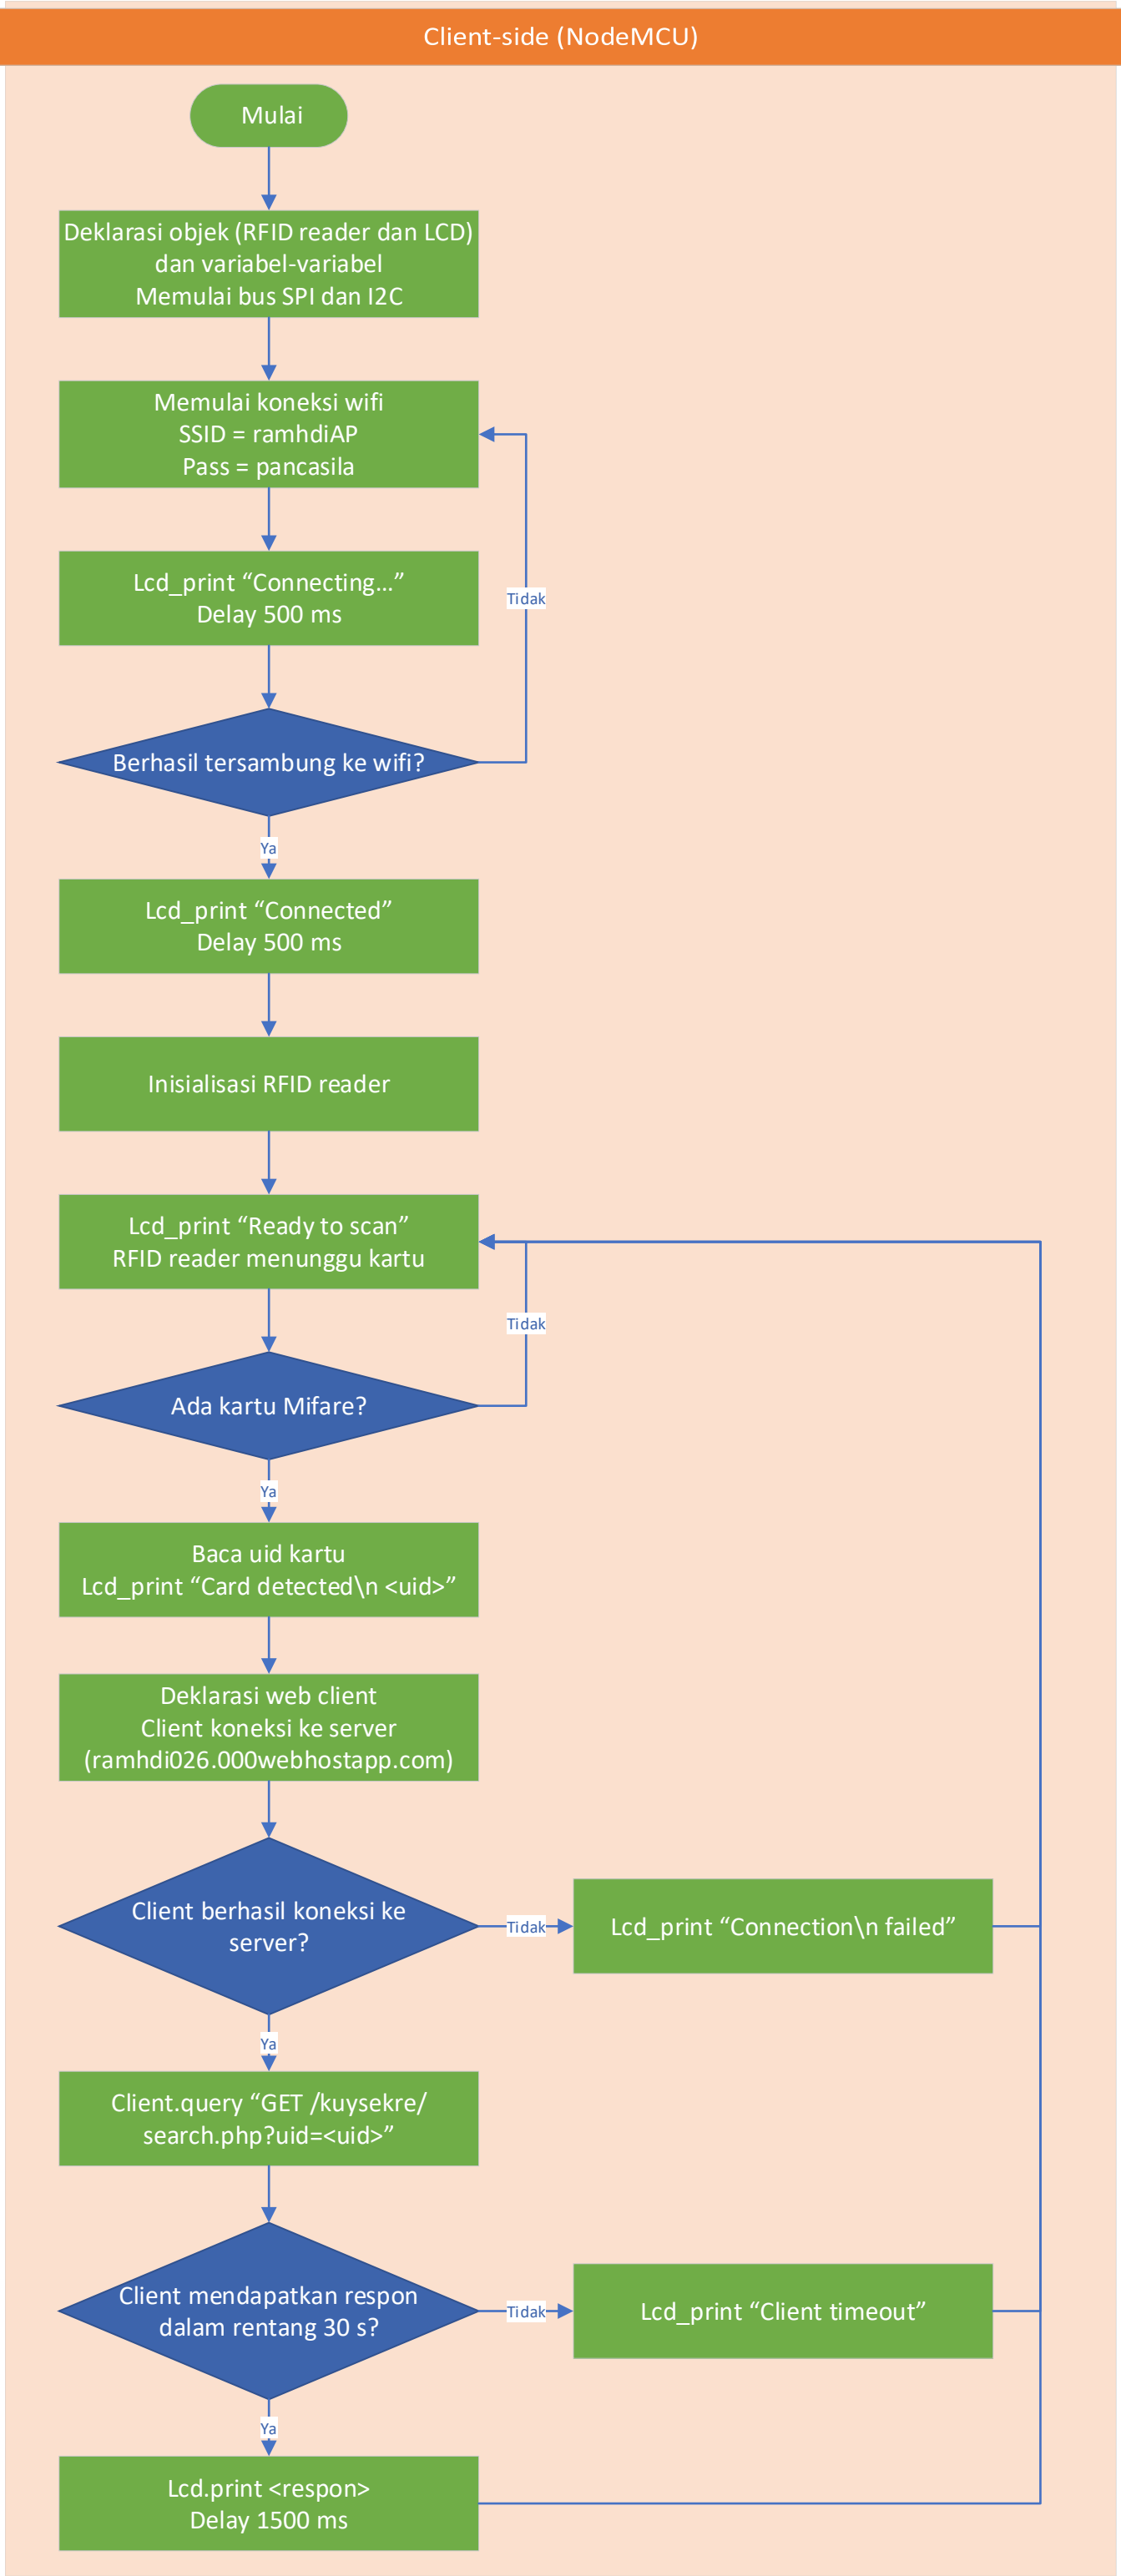 Client-side (NodeMCU)
Mulai
Deklarasi objek (RFID reader dan LCD)
dan variabel-variabel
Memulai bus SPI dan I2C
Memulai koneksi wifi
SSID = ramhdiAP
Pass = pancasila
Lcd_print “Connecting...”
Delay 500 ms
Tidak
Berhasil tersambung ke wifi?
Ya
Lcd_print “Connected”
Delay 500 ms
Inisialisasi RFID reader
Lcd_print “Ready to scan”
RFID reader menunggu kartu
Tidak
Ada kartu Mifare?
Ya
Baca uid kartu
Lcd_print “Card detected\n <uid>”
Deklarasi web client
Client koneksi ke server
(ramhdi026.000webhostapp.com)
Client berhasil koneksi ke
server?
Tidak
Lcd_print “Connection\n failed”
Ya
Client.query “GET /kuysekre/
search.php?uid=<uid>”
Client mendapatkan respon
dalam rentang 30 s?
Tidak
Lcd_print “Client timeout”
Ya
Lcd.print <respon>
Delay 1500 ms